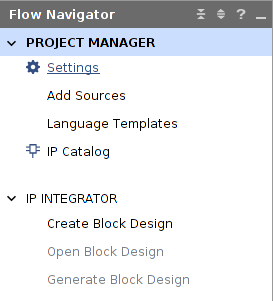 Flow Navigator ?
PROJECT MANAGER
Settings
Add Sources
Language Templates
IP Catalog
IP INTEGRATOR
Create Block Design
Open Block Design
Generate Block Design